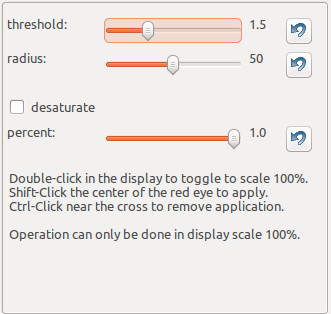 threshold: 1.5
radius: 50
desaturate
percent: 1.0
Double-click in the display to toggle to scale 100%.
Shift-Click the center of the red eye to apply.
Ctrl-Click near the cross to remove application.
Operation can only be done in display scale 100%.